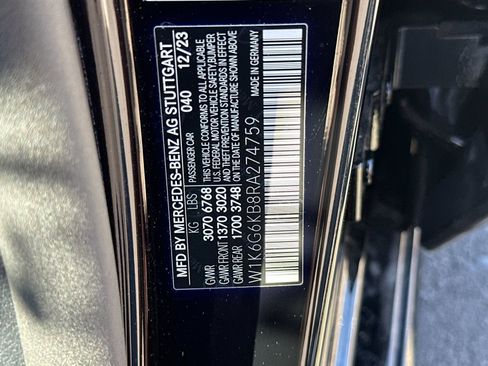 MFD BY MERCEDES-BENZ AG STUTTGART
PASSENGER CAR 040 12/23
KG LBS
GVWR 3070 6768
GAWR FRONT 1370 3020
GAWR REAR 1700 3748
THIS VEHICLE CONFORMS TO ALL APPLICABLE
U.S. FEDERAL MOTOR VEHICLE SAFETY, BUMPER
AND THEFT PREVENTION STANDARDS IN EFFECT
ON THE DATE OF MANUFACTURE SHOWN ABOVE
W1K6G6KB8RA274759
MADE IN GERMANY